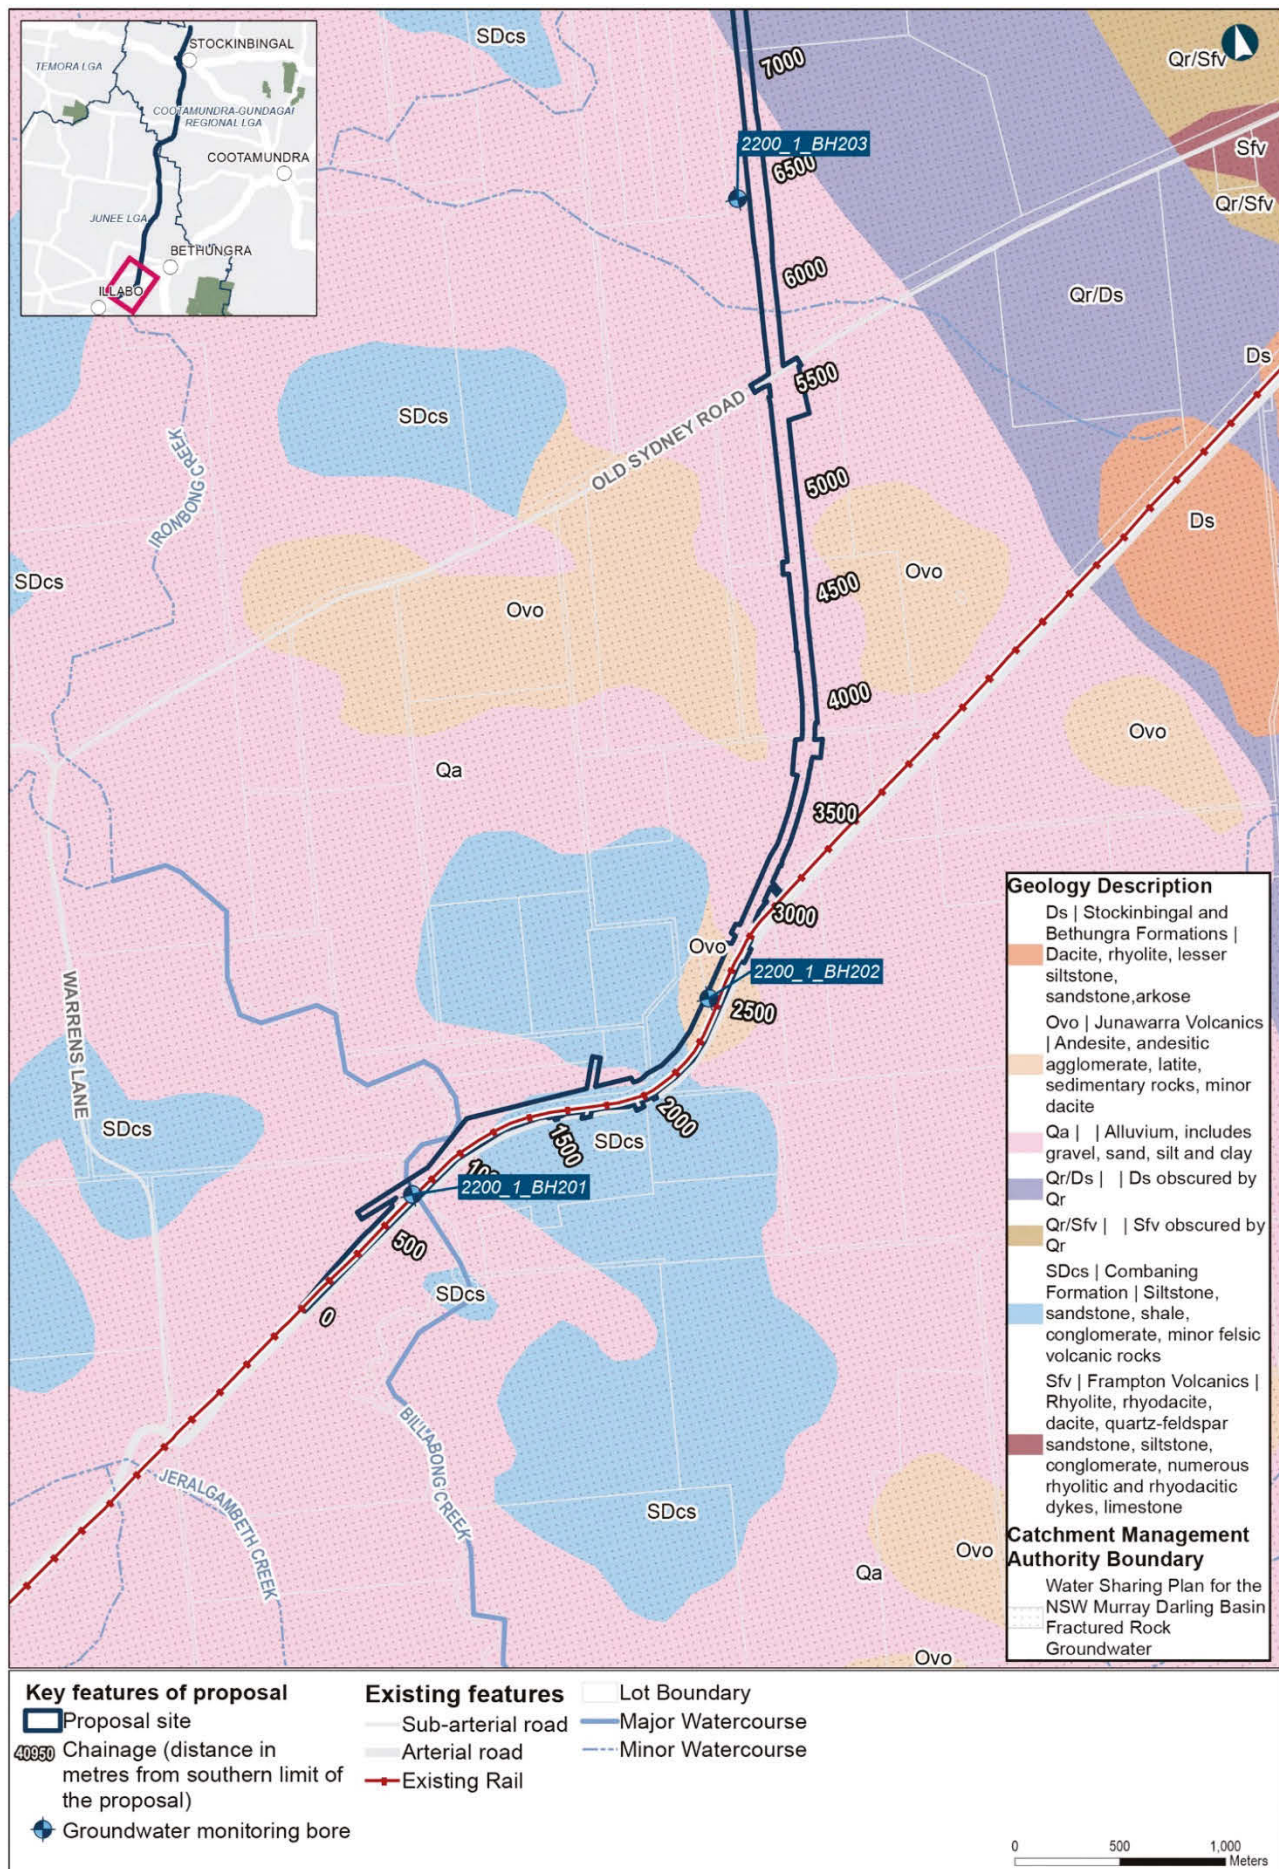 STOCKINBINGAL
TEMORA LGA
COOTAMUNDRA-GUNDAGAI
REGIONAL LGA
COOTAMUNDRA
JUNEE LGA
BETHUNGRA
ILLABO
SDcs
7000
Qr/Sfv
2200_1_BH203
Sfv
6500
Qr/Sfv
6000
Qr/Ds
Ds
5500
SDcs
OLD SYDNEY ROAD
IRONBONG CREEK
5000
Ds
SDcs
Ovo
4500
Ovo
4000
Ovo
Qa
3500
3000
Ovo
2200_1_BH202
2500
WARRENS LANE
2000
SDcs
1500
SDcs
2200_1_BH201
500
SDcs
0
BILLABONG CREEK
JERALGAMBETH CREEK
SDcs
Ovo
Qa
Ovo
Geology Description
Ds | Stockinbingal and
Bethungra Formations |
Dacite, rhyolite, lesser
siltstone,
sandstone,arkose
Ovo | Junawarra Volcanics
| Andesite, andesitic
agglomerate, latite,
sedimentary rocks, minor
dacite
Qa | | Alluvium, includes
gravel, sand, silt and clay
Qr/Ds | | Ds obscured by
Qr
Qr/Sfv | | Sfv obscured by
Qr
SDcs | Combaning
Formation | Siltstone,
sandstone, shale,
conglomerate, minor felsic
volcanic rocks
Sfv | Frampton Volcanics |
Rhyolite, rhyodacite,
dacite, quartz-feldspar
sandstone, siltstone,
conglomerate, numerous
rhyolitic and rhyodacitic
dykes, limestone
Catchment Management
Authority Boundary
Water Sharing Plan for the
NSW Murray Darling Basin
Fractured Rock
Groundwater
Key features of proposal
Proposal site
40950 Chainage (distance in
metres from southern limit of
the proposal)
Groundwater monitoring bore
Existing features
Sub-arterial road
Arterial road
Existing Rail
Lot Boundary
Major Watercourse
Minor Watercourse
0 500 1,000
Meters